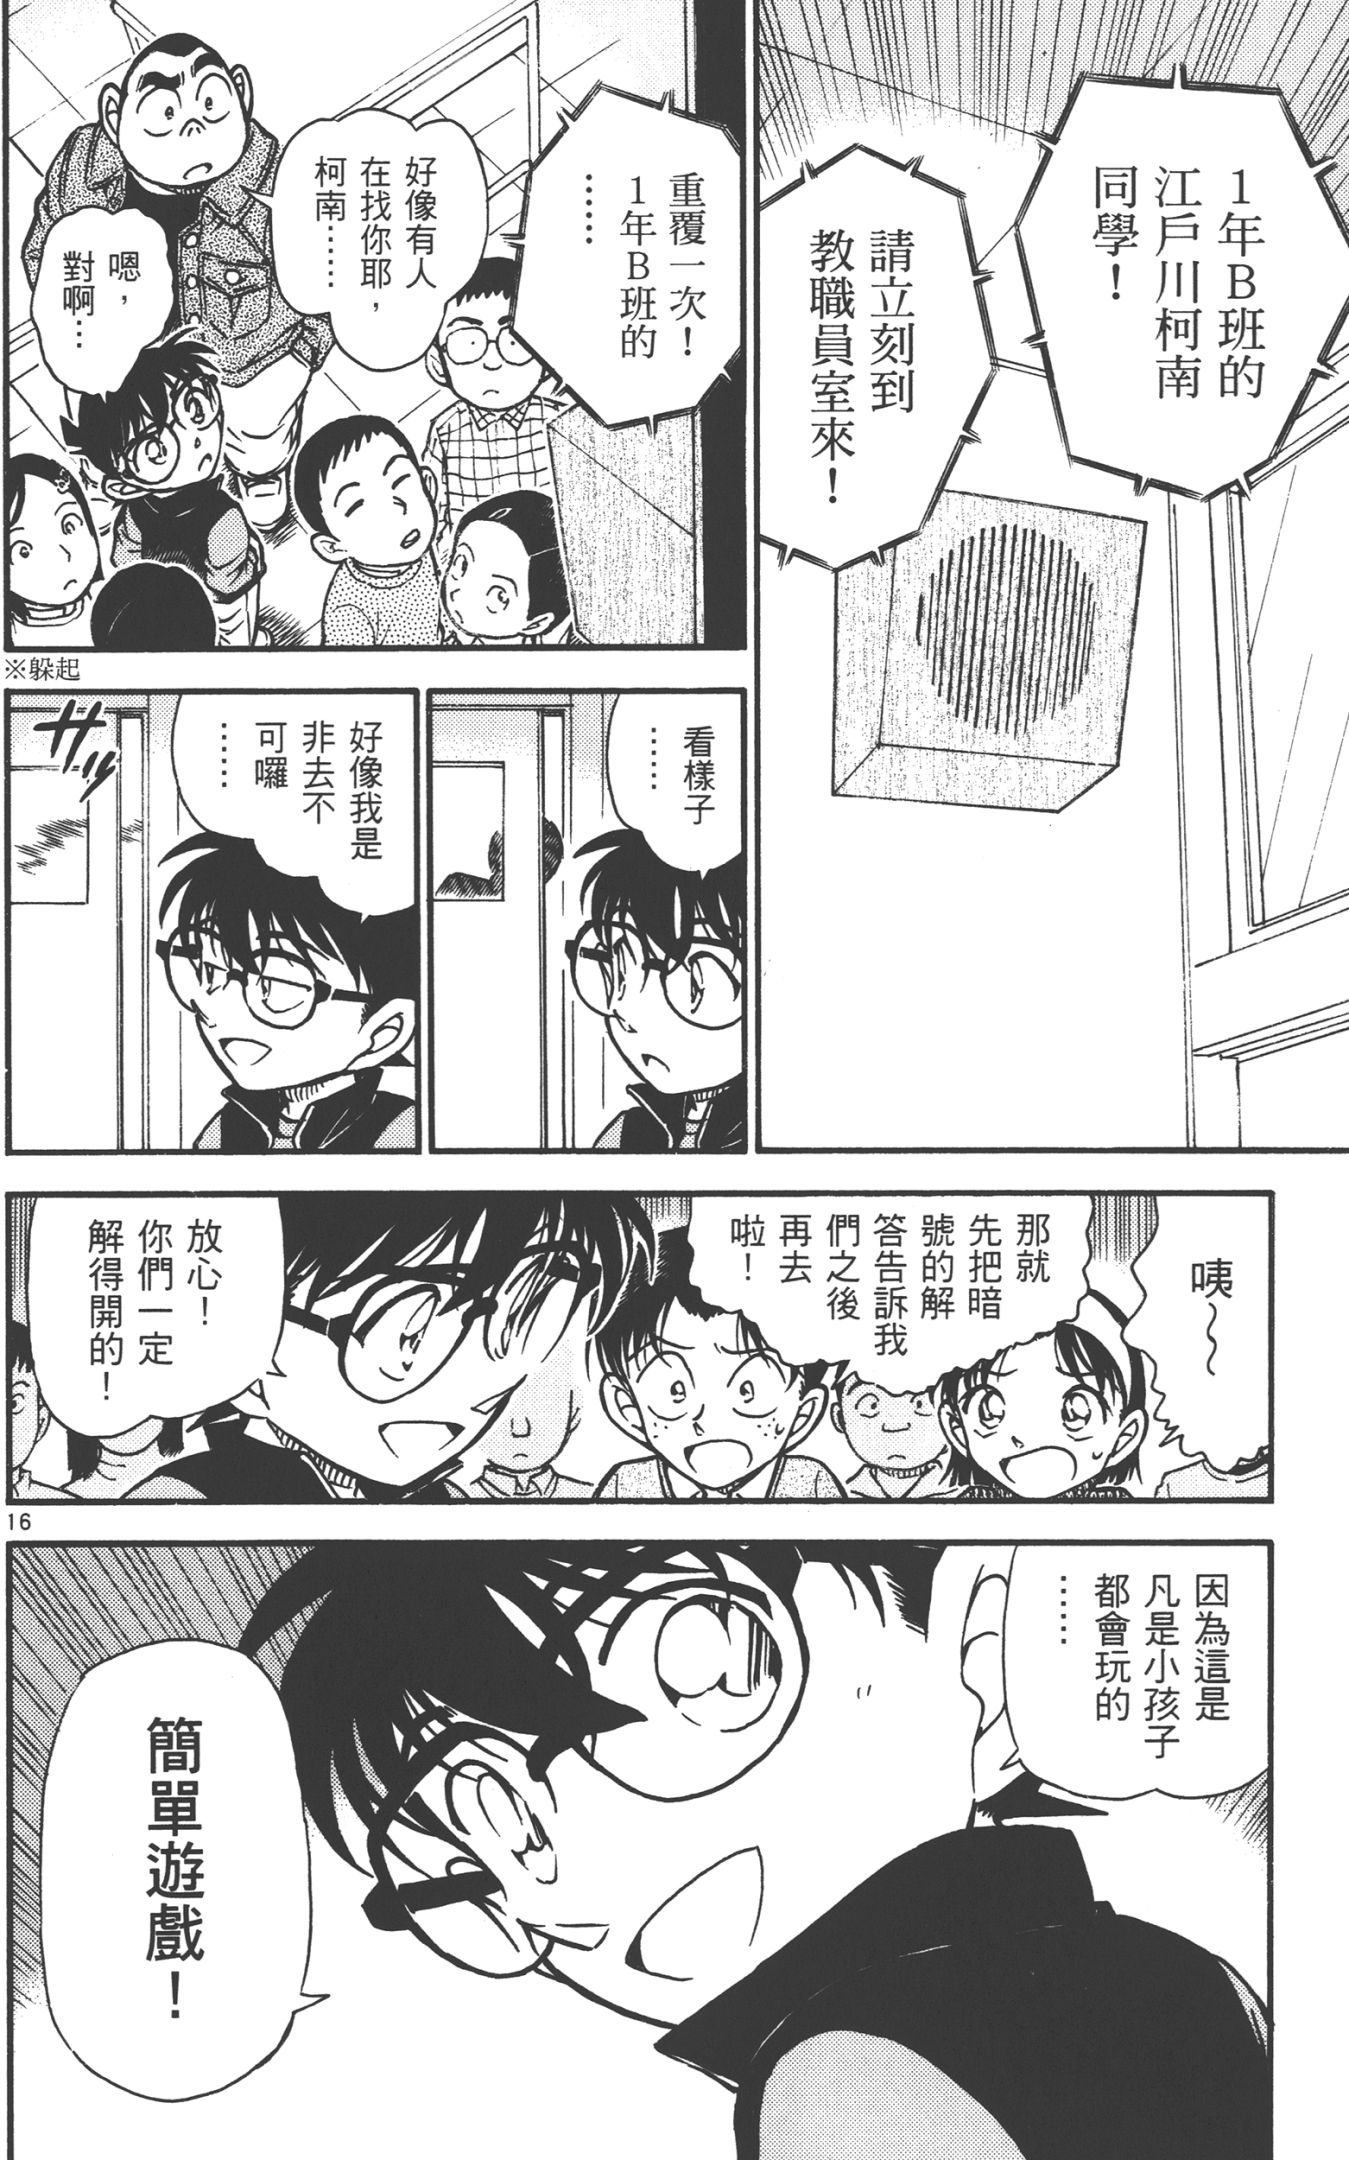 1年B班的
江戶川柯南
同學！
請立刻到
教職員室來！
重覆一次！
1年B班的
……
好像有人
在找你耶，
柯南……
嗯，
對啊…
※躲起
看樣子
……
好像我是
非去不
可囉
……
サッ
咦～
那就
先把暗
號的解
答告訴我
們之後
再去
啦！
放心！
你們一定
解得開的！
16
因為這是
凡是小孩子
都會玩的
……
簡單遊戲！